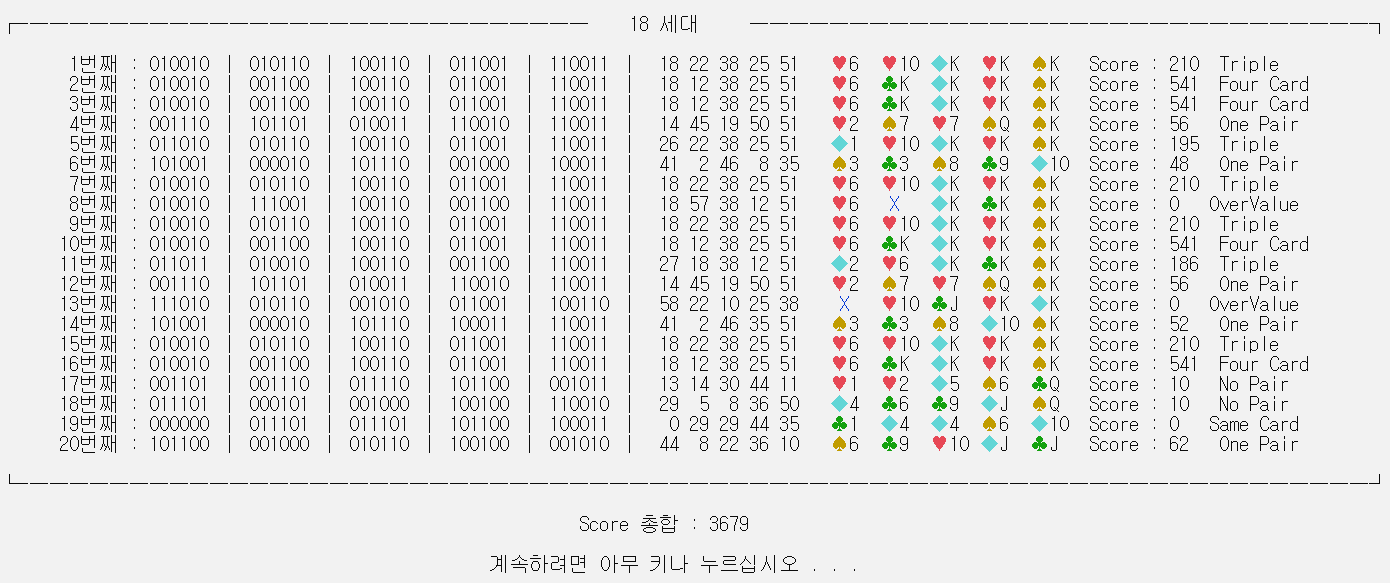 18 세대
1번째 : 010010 | 010110 | 100110 | 011001 | 110011 | 18 22 38 25 51 ♥6 ♥10 ◆K ♥K ♠K Score : 210 Triple
2번째 : 010010 | 001100 | 100110 | 011001 | 110011 | 18 12 38 25 51 ♥6 ♣K ◆K ♥K ♠K Score : 541 Four Card
3번째 : 010010 | 001100 | 100110 | 011001 | 110011 | 18 12 38 25 51 ♥6 ♣K ◆K ♥K ♠K Score : 541 Four Card
4번째 : 001110 | 101101 | 010011 | 110010 | 110011 | 14 45 19 50 51 ♥2 ♠7 ♥7 ♠Q ♠K Score : 56 One Pair
5번째 : 011010 | 010110 | 100110 | 011001 | 110011 | 26 22 38 25 51 ◆1 ♥10 ◆K ♥K ♠K Score : 195 Triple
6번째 : 101001 | 000010 | 101110 | 001000 | 100011 | 41 2 46 8 35 ♠3 ♣3 ♠8 ♣9 ◆10 Score : 48 One Pair
7번째 : 010010 | 010110 | 100110 | 011001 | 110011 | 18 22 38 25 51 ♥6 ♥10 ◆K ♥K ♠K Score : 210 Triple
8번째 : 010010 | 111001 | 100110 | 001100 | 110011 | 18 57 38 12 51 ♥6 X ◆K ♣K ♠K Score : 0 OverValue
9번째 : 010010 | 010110 | 100110 | 011001 | 110011 | 18 22 38 25 51 ♥6 ♥10 ◆K ♥K ♠K Score : 210 Triple
10번째 : 010010 | 001100 | 100110 | 011001 | 110011 | 18 12 38 25 51 ♥6 ♣K ◆K ♥K ♠K Score : 541 Four Card
11번째 : 011011 | 010010 | 100110 | 001100 | 110011 | 27 18 38 12 51 ◆2 ♥6 ◆K ♣K ♠K Score : 186 Triple
12번째 : 001110 | 101101 | 010011 | 110010 | 110011 | 14 45 19 50 51 ♥2 ♠7 ♥7 ♠Q ♠K Score : 56 One Pair
13번째 : 111010 | 010110 | 001010 | 011001 | 100110 | 58 22 10 25 38 X ♥10 ♣J ♥K ◆K Score : 0 OverValue
14번째 : 101001 | 000010 | 101110 | 100011 | 110011 | 41 2 46 35 51 ♠3 ♣3 ♠8 ◆10 ♠K Score : 52 One Pair
15번째 : 010010 | 010110 | 100110 | 011001 | 110011 | 18 22 38 25 51 ♥6 ♥10 ◆K ♥K ♠K Score : 210 Triple
16번째 : 010010 | 001100 | 100110 | 011001 | 110011 | 18 12 38 25 51 ♥6 ♣K ◆K ♥K ♠K Score : 541 Four Card
17번째 : 001101 | 001110 | 011110 | 101100 | 001011 | 13 14 30 44 11 ♥1 ♥2 ◆5 ♠6 ♣Q Score : 10 No Pair
18번째 : 011101 | 000101 | 001000 | 100100 | 110010 | 29 5 8 36 50 ◆4 ♣6 ♣9 ◆J ♠Q Score : 10 No Pair
19번째 : 000000 | 011101 | 011101 | 101100 | 100011 | 0 29 29 44 35 ♣1 ◆4 ◆4 ♠6 ◆10 Score : 0 Same Card
20번째 : 101100 | 001000 | 010110 | 100100 | 001010 | 44 8 22 36 10 ♠6 ♣9 ♥10 ◆J ♣J Score : 62 One Pair
Score 총합 : 3679
계속하려면 아무 키나 누르십시오 . . .